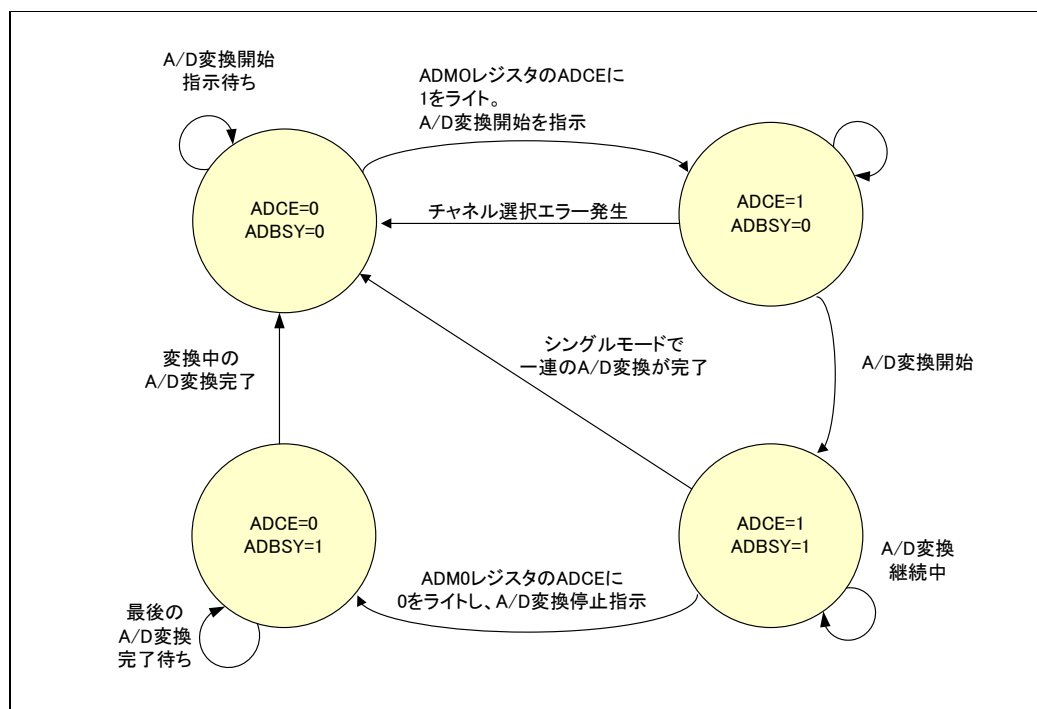 A/D変換開始
指示待ち
ADM0レジスタのADCEに
1をライト。
A/D変換開始を指示
ADCE=0
ADBSY=0
チャネル選択エラー発生
ADCE=1
ADBSY=0
変換中の
A/D変換完了
シングルモードで
一連のA/D変換が完了
A/D変換開始
ADCE=0
ADBSY=1
ADCE=1
ADBSY=1
A/D変換
継続中
ADM0レジスタのADCEに
0をライトし、A/D変換停止指示
最後の
A/D変換
完了待ち